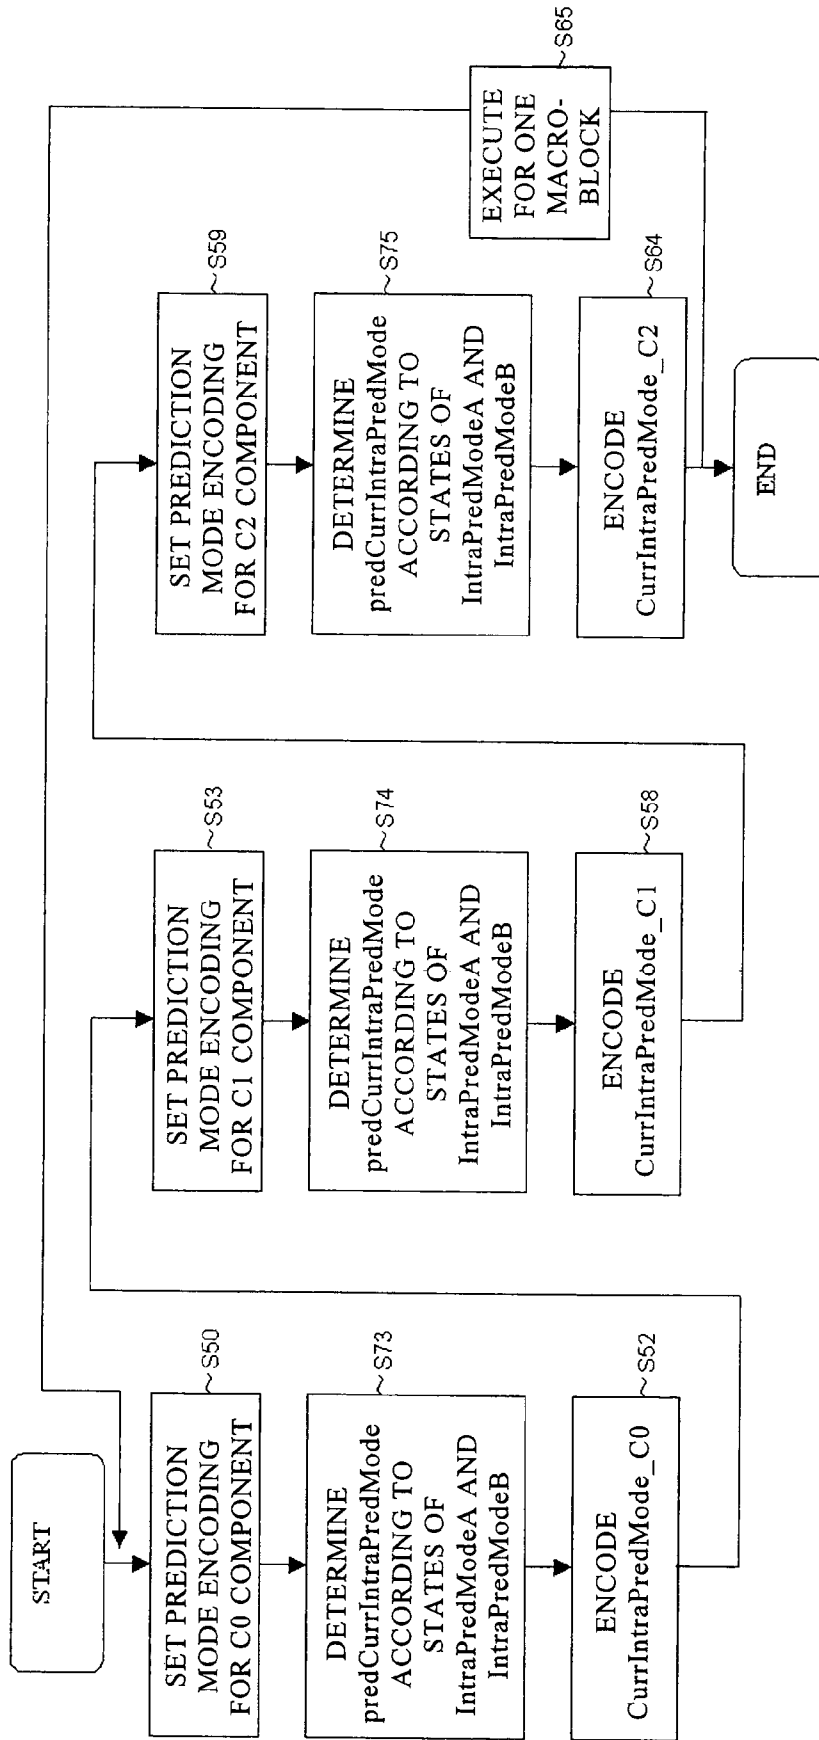 START
SET PREDICTION
MODE ENCODING
FOR C0 COMPONENT
~S50
DETERMINE
predCurrIntraPredMode
ACCORDING TO
STATES OF
IntraPredModeA AND
IntraPredModeB
~S73
ENCODE
CurrIntraPredMode_C0
~S52
SET PREDICTION
MODE ENCODING
FOR C1 COMPONENT
~S53
DETERMINE
predCurrIntraPredMode
ACCORDING TO
STATES OF
IntraPredModeA AND
IntraPredModeB
~S74
ENCODE
CurrIntraPredMode_C1
~S58
SET PREDICTION
MODE ENCODING
FOR C2 COMPONENT
~S59
DETERMINE
predCurrIntraPredMode
ACCORDING TO
STATES OF
IntraPredModeA AND
IntraPredModeB
~S75
ENCODE
CurrIntraPredMode_C2
~S64
EXECUTE
FOR ONE
MACRO-
BLOCK
~S65
END